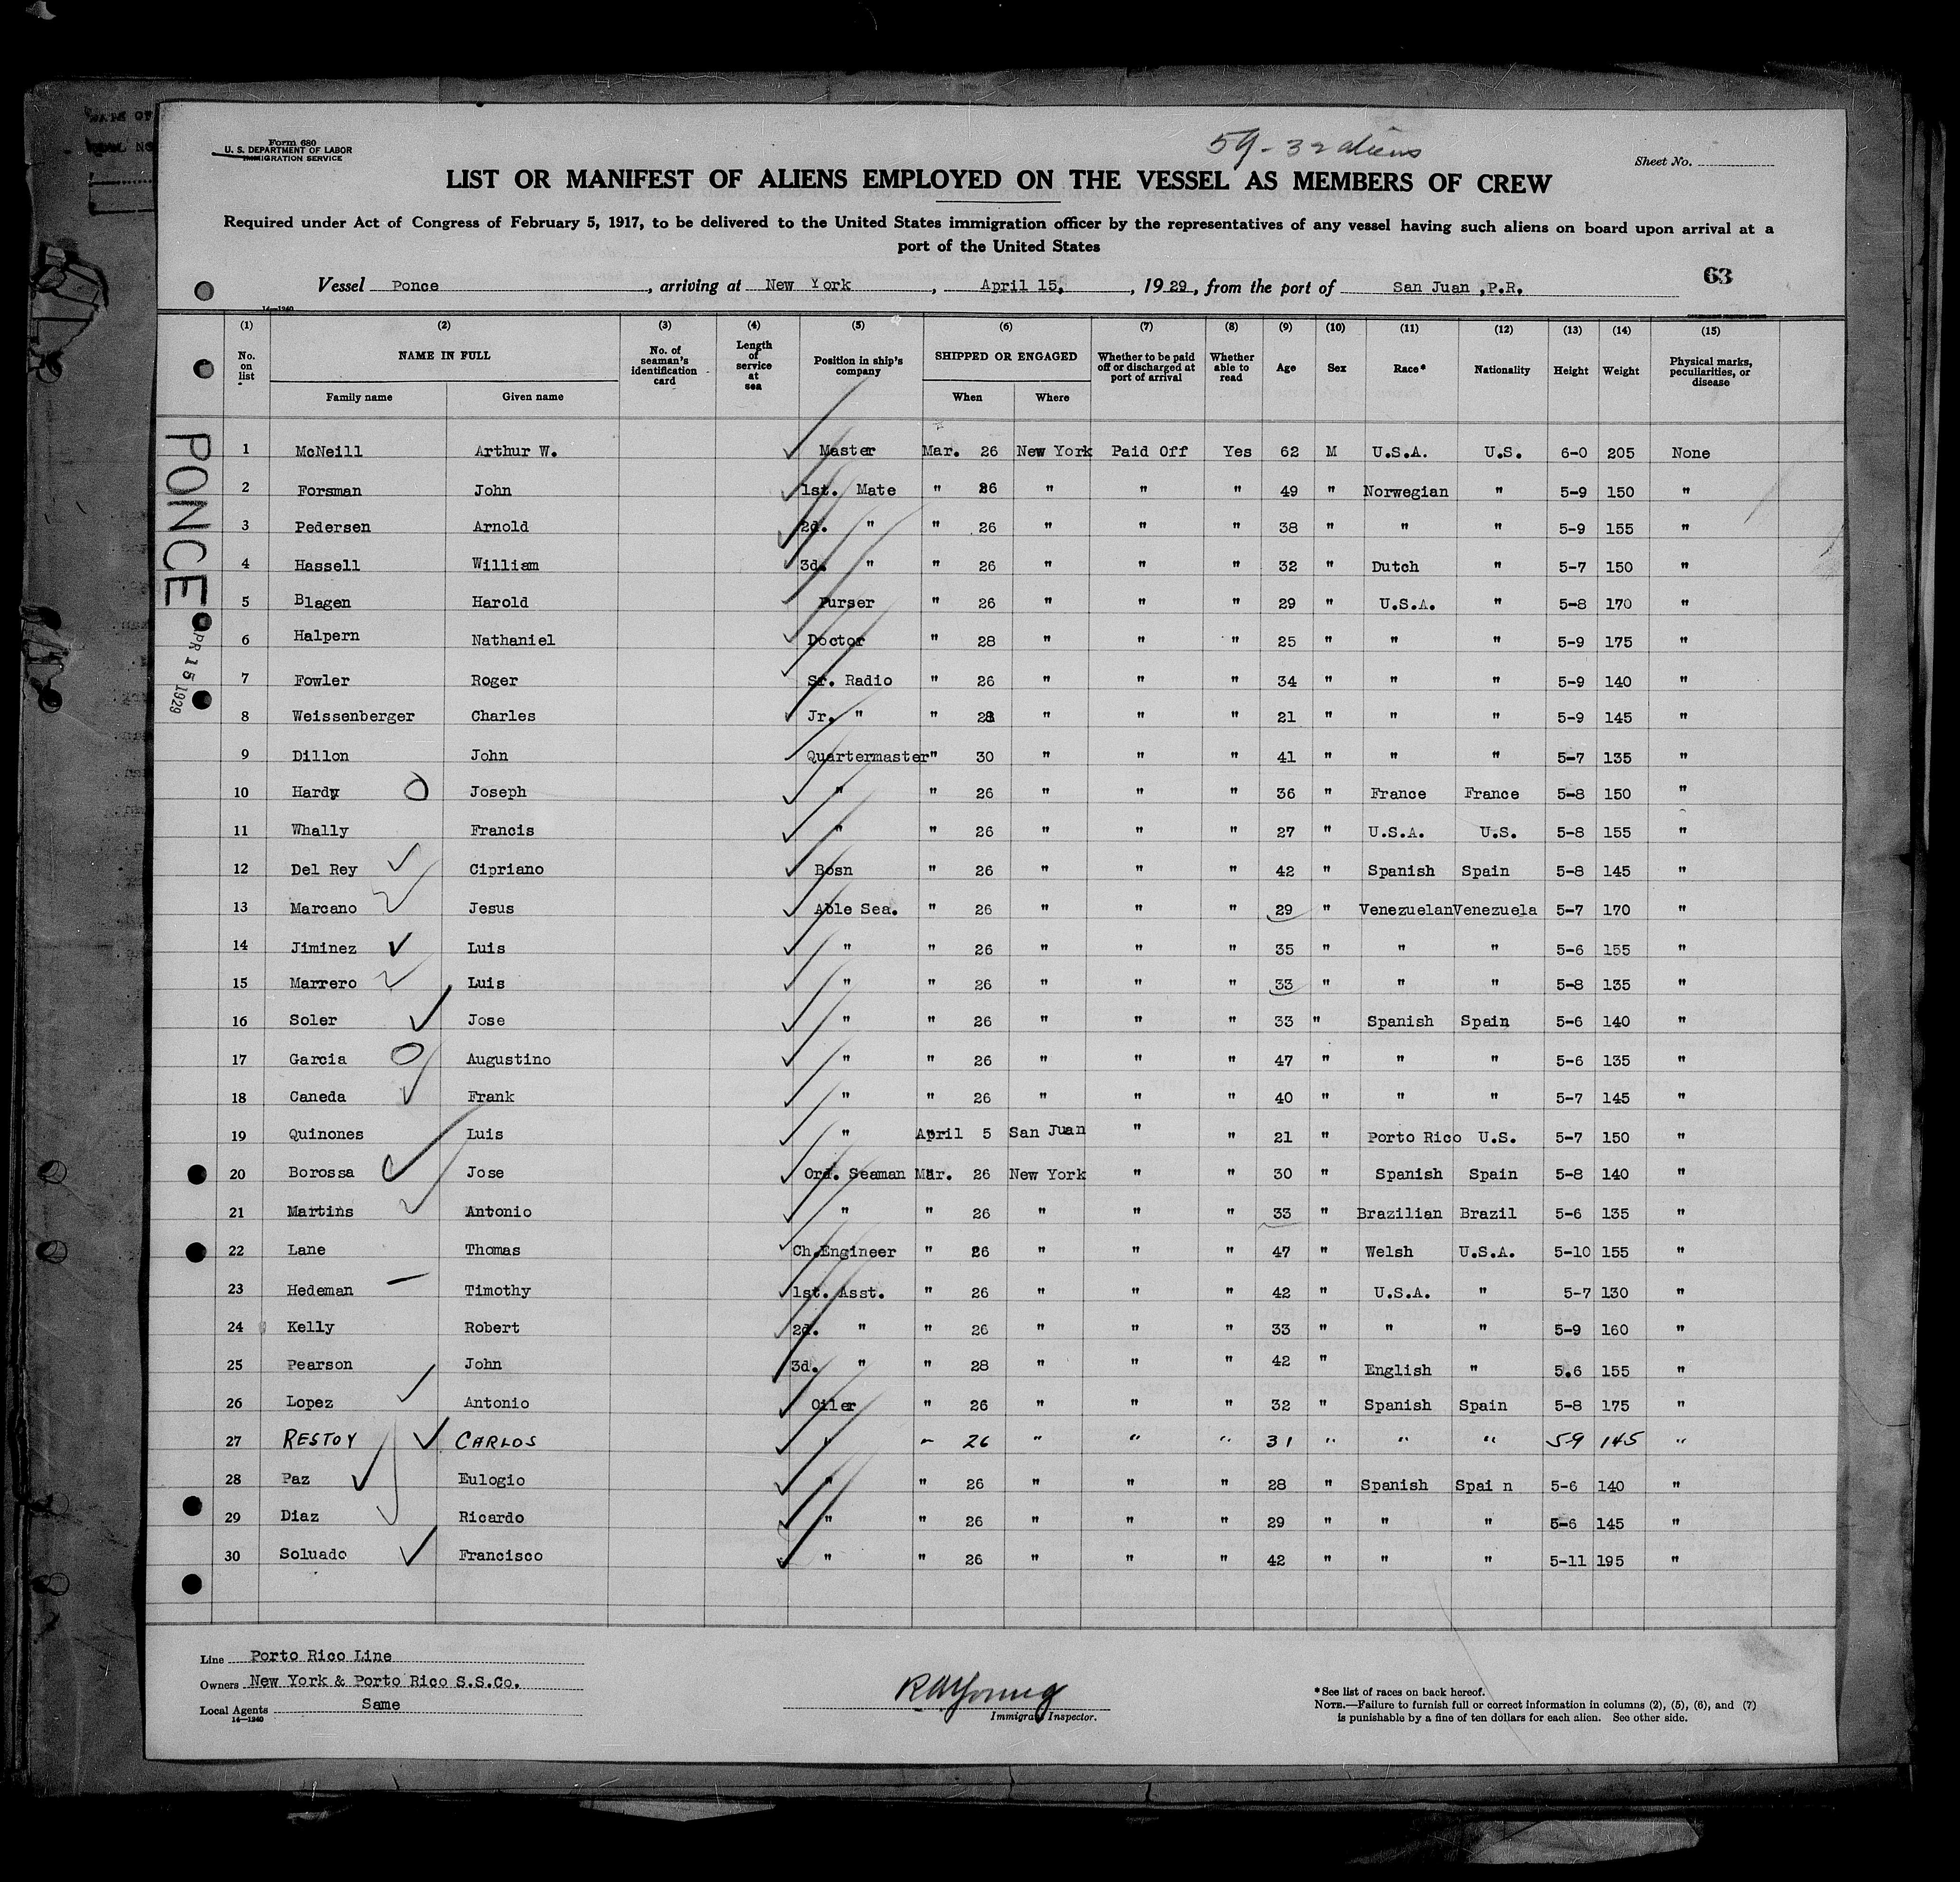 Form 680
U. S. DEPARTMENT OF LABOR
IMMIGRATION SERVICE
59 - 32 aliens
Sheet No.
LIST OR MANIFEST OF ALIENS EMPLOYED ON THE VESSEL AS MEMBERS OF CREW
Required under Act of Congress of February 5, 1917, to be delivered to the United States immigration officer by the representatives of any vessel having such aliens on board upon arrival at a
port of the United States
Vessel Ponce, arriving at New York, April 15, 1929, from the port of San Juan, P.R.
63
14—1240
(1) (2) (3) (4) (5) (6) (7) (8) (9) (10) (11) (12) (13) (14) (15)
No. on list NAME IN FULL Family name Given name No. of seaman's identification card Length of service at sea Position in ship's company SHIPPED OR ENGAGED When Where Whether to be paid off or discharged at port of arrival Whether able to read Age Sex Race* Nationality Height Weight Physical marks, peculiarities, or disease
PONCE
APR 15 1929
1 McNeill Arthur W. Master Mar. 26 New York Paid Off Yes 62 M U.S.A. U.S. 6-0 205 None
2 Forsman John 1st. Mate " 26 " " " 49 " Norwegian " 5-9 150 "
3 Pedersen Arnold 2d. " " 26 " " " 38 " " " 5-9 155 "
4 Hassell William 3d. " " 26 " " " 32 " Dutch " 5-7 150 "
5 Blagen Harold Purser " 26 " " " 29 " U.S.A. " 5-8 170 "
6 Halpern Nathaniel Doctor " 28 " " " 25 " " " 5-9 175 "
7 Fowler Roger Sr. Radio " 26 " " " 34 " " " 5-9 140 "
8 Weissenberger Charles Jr. " " 28 " " " 21 " " " 5-9 145 "
9 Dillon John Quartermaster " 30 " " " 41 " " " 5-7 135 "
10 Hardy Joseph " " 26 " " " 36 " France France 5-8 150 "
11 Whally Francis " " 26 " " " 27 " U.S.A. U.S. 5-8 155 "
12 Del Rey Cipriano Bosn " 26 " " " 42 " Spanish Spain 5-8 145 "
13 Marcano Jesus Able Sea. " 26 " " " 29 " Venezuelan Venezuela 5-7 170 "
14 Jiminez Luis " " 26 " " " 35 " " " 5-6 155 "
15 Marrero Luis " " 26 " " " 33 " " " 5-8 135 "
16 Soler Jose " " 26 " " " 33 " Spanish Spain 5-6 140 "
17 Garcia Augustino " " 26 " " " 47 " " " 5-6 135 "
18 Caneda Frank " " 26 " " " 40 " " " 5-7 145 "
19 Quinones Luis " April 5 San Juan " " 21 " Porto Rico U.S. 5-7 150 "
20 Borossa Jose Ord. Seaman Mar. 26 New York " " 30 " Spanish Spain 5-8 140 "
21 Martins Antonio " " 26 " " " 33 " Brazilian Brazil 5-6 135 "
22 Lane Thomas Ch.Engineer " 26 " " " 47 " Welsh U.S.A. 5-10 155 "
23 Hedeman Timothy 1st. Asst. " 26 " " " 42 " U.S.A. " 5-7 130 "
24 Kelly Robert 2d. " " 26 " " " 33 " " " 5-9 160 "
25 Pearson John 3d. " " 28 " " " 42 " English " 5.6 155 "
26 Lopez Antonio Oiler " 26 " " " 32 " Spanish Spain 5-8 175 "
27 RESTOY CARLOS " " 26 " " " 31 " " " 59 145 "
28 Paz Eulogio " " 26 " " " 28 " Spanish Spai n 5-6 140 "
29 Diaz Ricardo " " 26 " " " 29 " " " 5-6 145 "
30 Soluado Francisco " " 26 " " " 42 " " " 5-11 195 "
Line Porto Rico Line
Owners New York & Porto Rico S.S.Co.
Local Agents Same
14—1240
R A Young
Immigrant Inspector.
*See list of races on back hereof.
NOTE.—Failure to furnish full or correct information in columns (2), (5), (6), and (7)
is punishable by a fine of ten dollars for each alien. See other side.